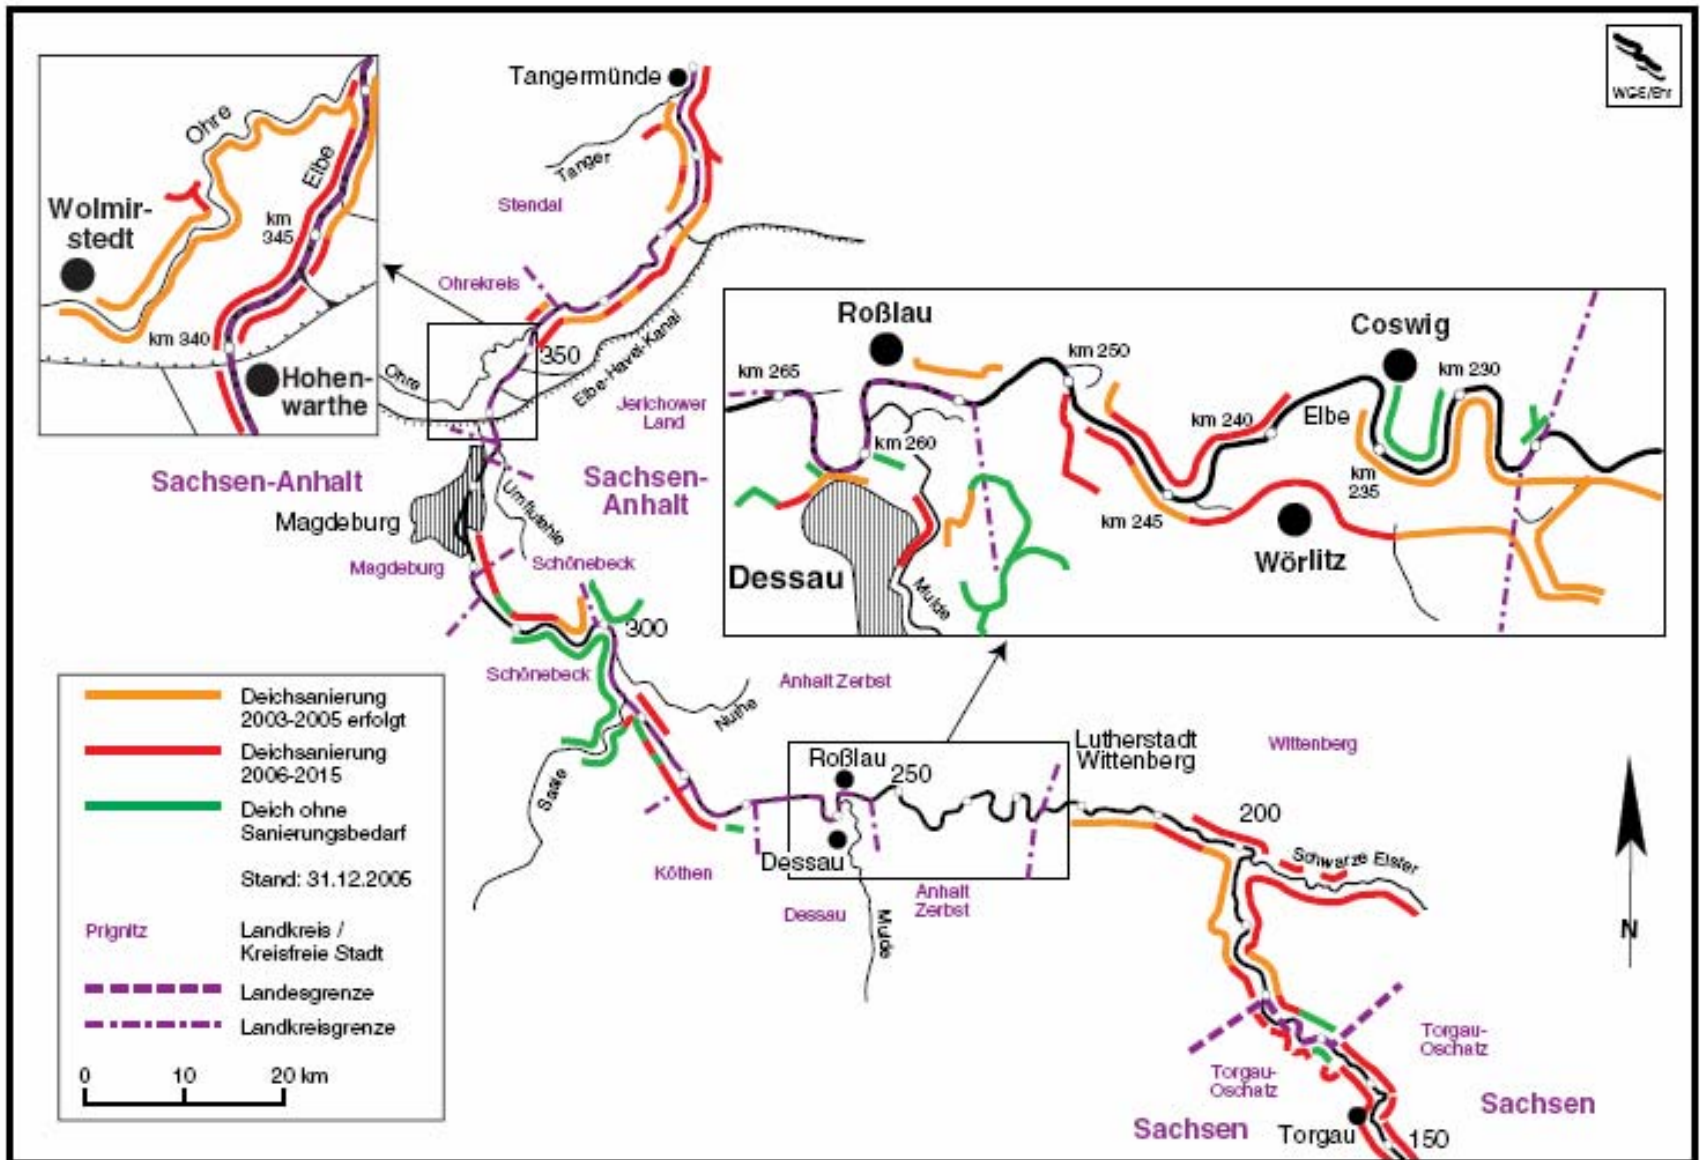 WGE/Ehr
Tangermünde
Tanger
Stendal
Ohrekreis
Ohre
Elbe
Wolmir-
stedt
km
345
km 340
Hohen-
warthe
350
Ohre
Elbe-Havel-Kanal
Jerichower
Land
Sachsen-Anhalt
Sachsen-
Anhalt
Magdeburg
Umflutehle
Magdeburg
Schönebeck
300
Schönebeck
Anhalt Zerbst
Nuthe
Saale
Roßlau
Coswig
km 265
km 250
km 230
km 240
Elbe
km 260
km
235
km 245
Wörlitz
Dessau
Mulde
Roßlau
250
Lutherstadt
Wittenberg
Wittenberg
Dessau
Köthen
Dessau
Mulde
Anhalt
Zerbst
200
Schwarze Elster
N
Torgau-
Oschatz
Torgau-
Oschatz
Sachsen
Sachsen
Torgau
150
Deichsanierung
2003-2005 erfolgt
Deichsanierung
2006-2015
Deich ohne
Sanierungsbedarf
Stand: 31.12.2005
Prignitz
Landkreis /
Kreisfreie Stadt
Landesgrenze
Landkreisgrenze
0 10 20 km